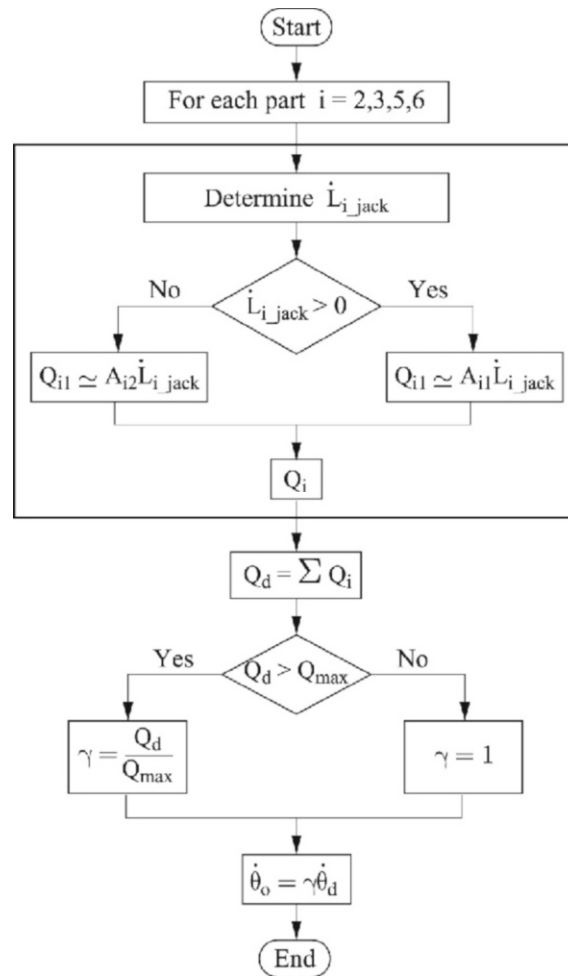 Start
For each part i = 2,3,5,6
Determine L̇i_jack
No
Yes
L̇i_jack > 0
Qi1 ≃ Ai2L̇i_jack
Qi1 ≃ Ai1L̇i_jack
Qi
Qd = Σ Qi
Yes
No
Qd > Qmax
γ = Qd/Qmax
γ = 1
θ̇o = γθ̇d
End